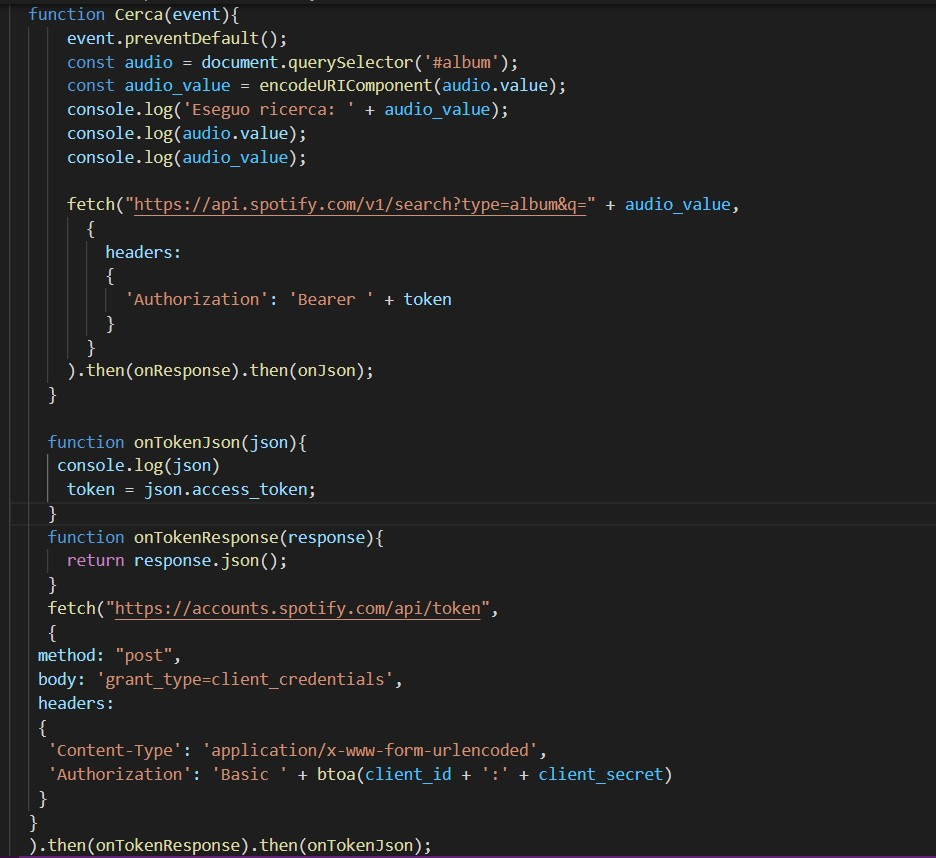 function Cerca(event){
event.preventDefault();
const audio = document.querySelector('#album');
const audio_value = encodeURIComponent(audio.value);
console.log('Eseguo ricerca: ' + audio_value);
console.log(audio.value);
console.log(audio_value);
fetch("https://api.spotify.com/v1/search?type=album&q=" + audio_value,
{
headers:
{
'Authorization': 'Bearer ' + token
}
}
).then(onResponse).then(onJson);
}
function onTokenJson(json){
console.log(json)
token = json.access_token;
}
function onTokenResponse(response){
return response.json();
}
fetch("https://accounts.spotify.com/api/token",
{
method: "post",
body: 'grant_type=client_credentials',
headers:
{
'Content-Type': 'application/x-www-form-urlencoded',
'Authorization': 'Basic ' + btoa(client_id + ':' + client_secret)
}
}
).then(onTokenResponse).then(onTokenJson);